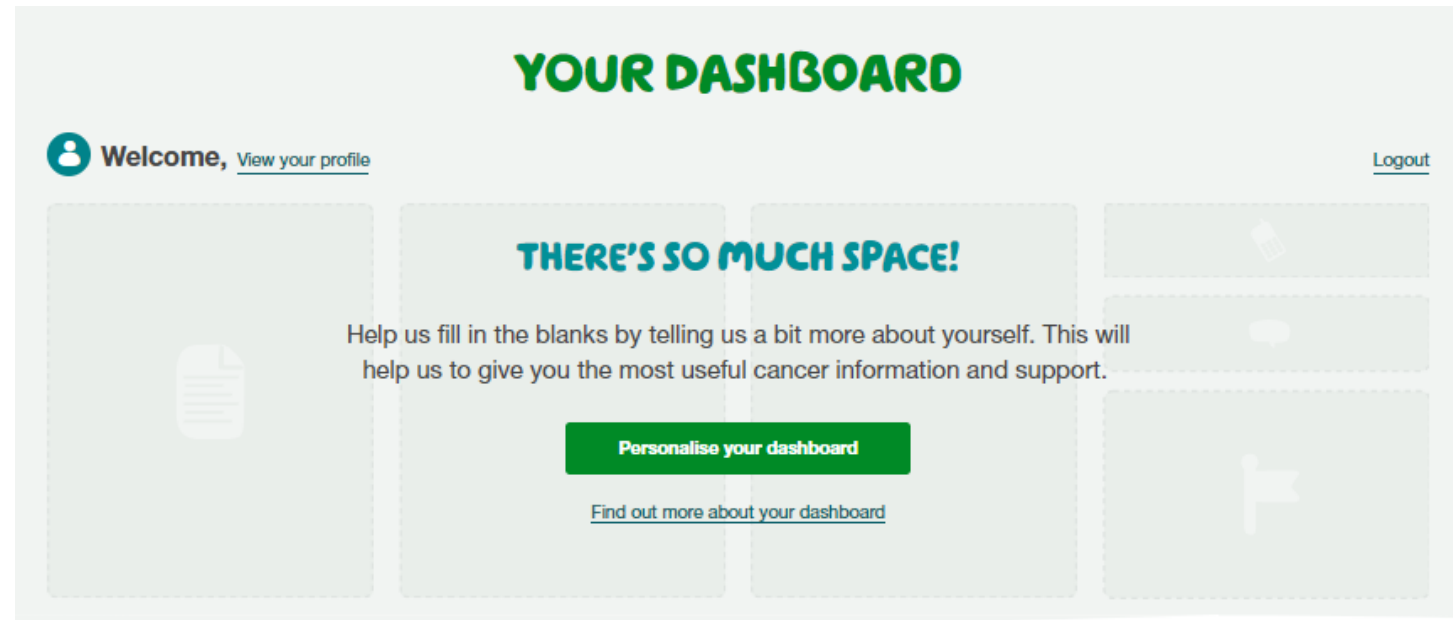 YOUR DASHBOARD
Welcome, View your profile
Logout
THERE'S SO MUCH SPACE!
Help us fill in the blanks by telling us a bit more about yourself. This will
help us to give you the most useful cancer information and support.
Personalise your dashboard
Find out more about your dashboard